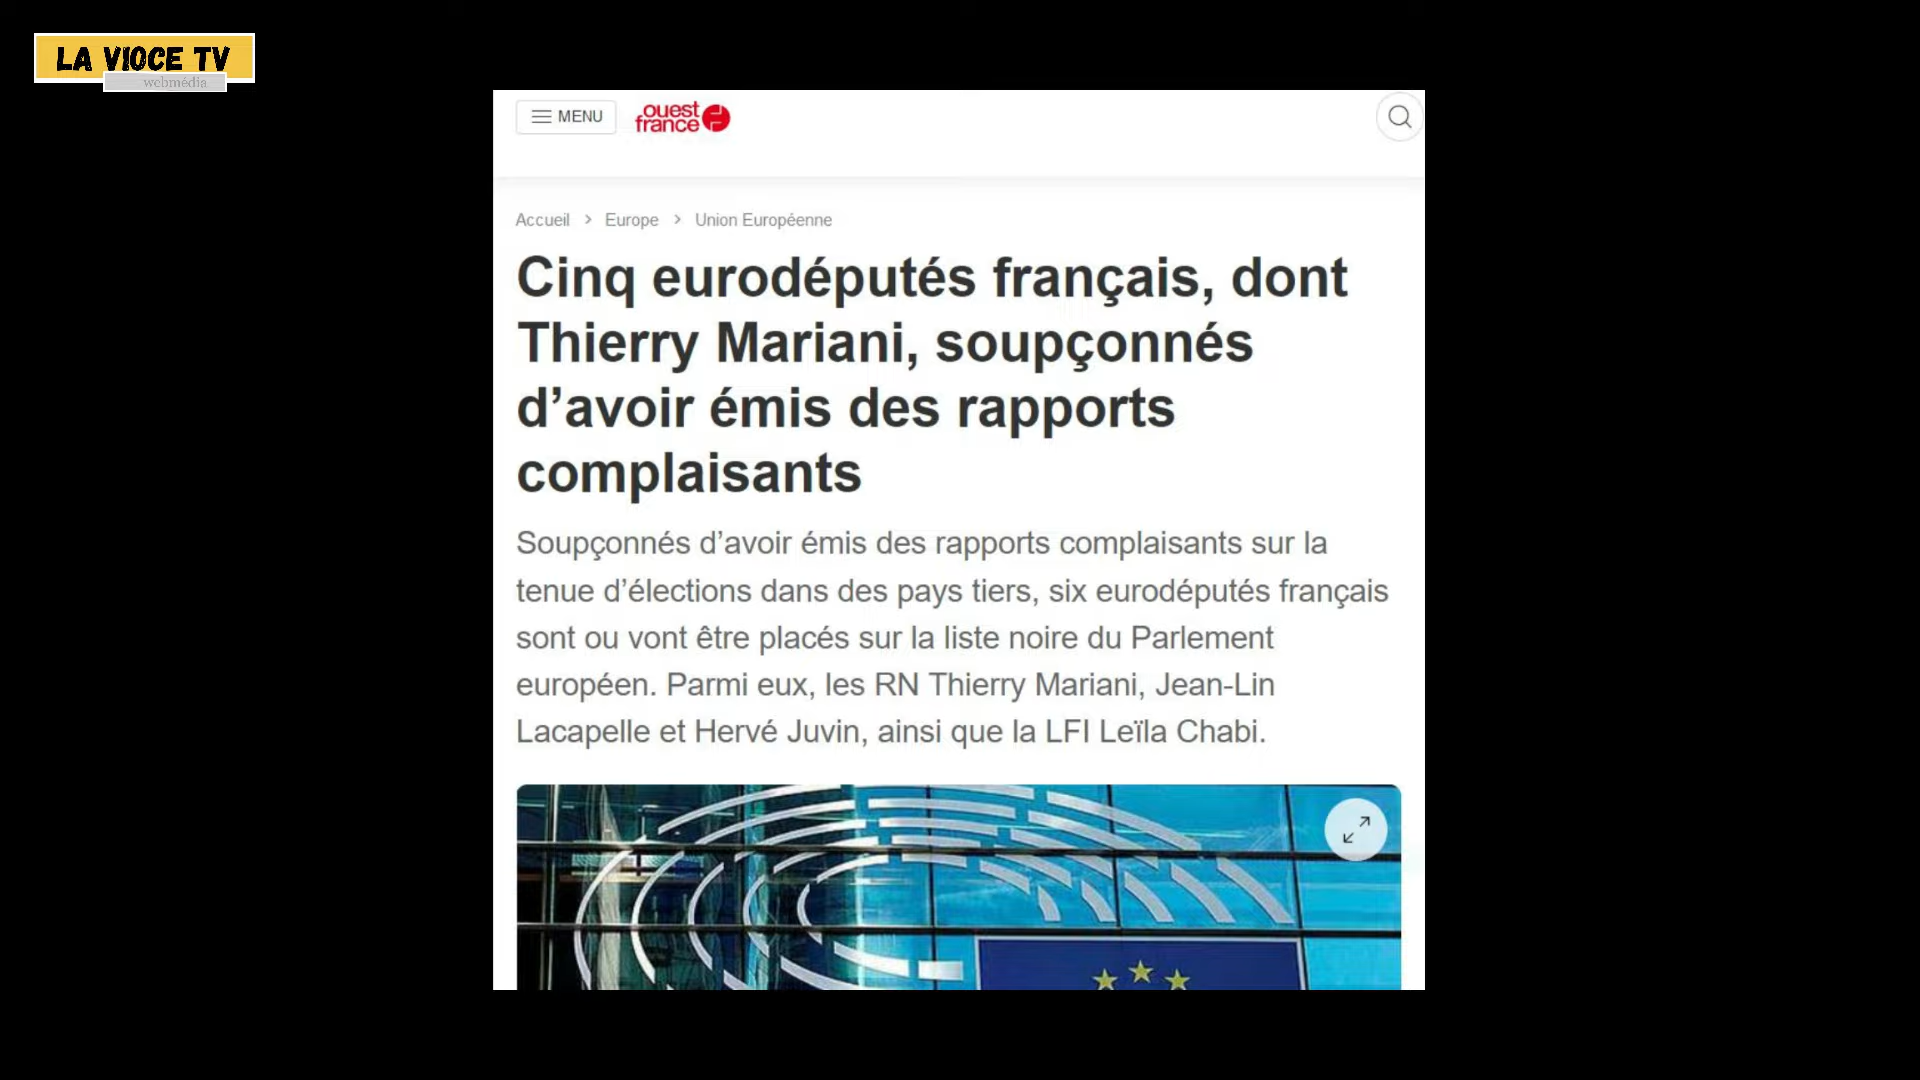 LA VIOCE TV
webmédia
MENU
ouest
france
Accueil > Europe > Union Européenne
Cinq eurodéputés français, dont
Thierry Mariani, soupçonnés
d’avoir émis des rapports
complaisants
Soupçonnés d’avoir émis des rapports complaisants sur la
tenue d’élections dans des pays tiers, six eurodéputés français
sont ou vont être placés sur la liste noire du Parlement
européen. Parmi eux, les RN Thierry Mariani, Jean-Lin
Lacapelle et Hervé Juvin, ainsi que la LFI Leïla Chabi.